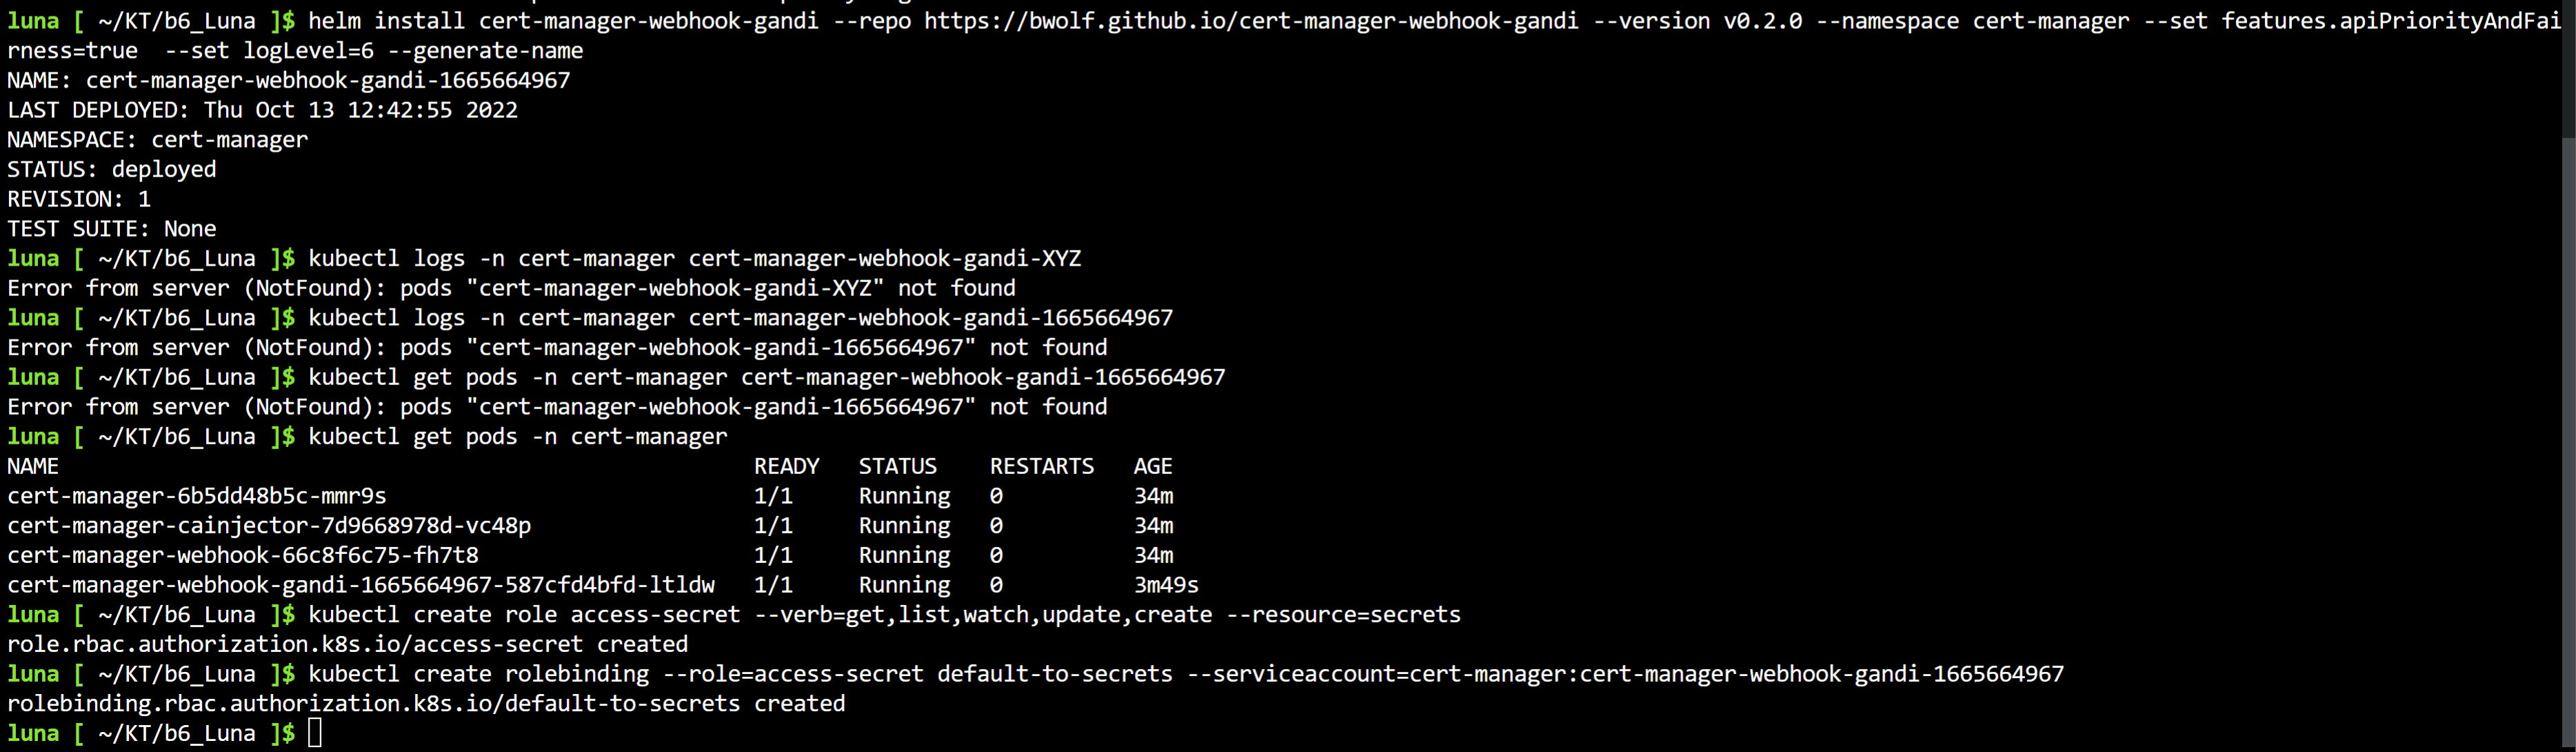 luna [ ~/KT/b6_Luna ]$ helm install cert-manager-webhook-gandi --repo https://bwolf.github.io/cert-manager-webhook-gandi --version v0.2.0 --namespace cert-manager --set features.apiPriorityAndFai
rness=true  --set logLevel=6 --generate-name
NAME: cert-manager-webhook-gandi-1665664967
LAST DEPLOYED: Thu Oct 13 12:42:55 2022
NAMESPACE: cert-manager
STATUS: deployed
REVISION: 1
TEST SUITE: None
luna [ ~/KT/b6_Luna ]$ kubectl logs -n cert-manager cert-manager-webhook-gandi-XYZ
Error from server (NotFound): pods "cert-manager-webhook-gandi-XYZ" not found
luna [ ~/KT/b6_Luna ]$ kubectl logs -n cert-manager cert-manager-webhook-gandi-1665664967
Error from server (NotFound): pods "cert-manager-webhook-gandi-1665664967" not found
luna [ ~/KT/b6_Luna ]$ kubectl get pods -n cert-manager cert-manager-webhook-gandi-1665664967
Error from server (NotFound): pods "cert-manager-webhook-gandi-1665664967" not found
luna [ ~/KT/b6_Luna ]$ kubectl get pods -n cert-manager
NAME                                                     READY   STATUS    RESTARTS   AGE
cert-manager-6b5dd48b5c-mmr9s                            1/1     Running   0          34m
cert-manager-cainjector-7d9668978d-vc48p                 1/1     Running   0          34m
cert-manager-webhook-66c8f6c75-fh7t8                     1/1     Running   0          34m
cert-manager-webhook-gandi-1665664967-587cfd4bfd-ltldw   1/1     Running   0          3m49s
luna [ ~/KT/b6_Luna ]$ kubectl create role access-secret --verb=get,list,watch,update,create --resource=secrets
role.rbac.authorization.k8s.io/access-secret created
luna [ ~/KT/b6_Luna ]$ kubectl create rolebinding --role=access-secret default-to-secrets --serviceaccount=cert-manager:cert-manager-webhook-gandi-1665664967
rolebinding.rbac.authorization.k8s.io/default-to-secrets created
luna [ ~/KT/b6_Luna ]$